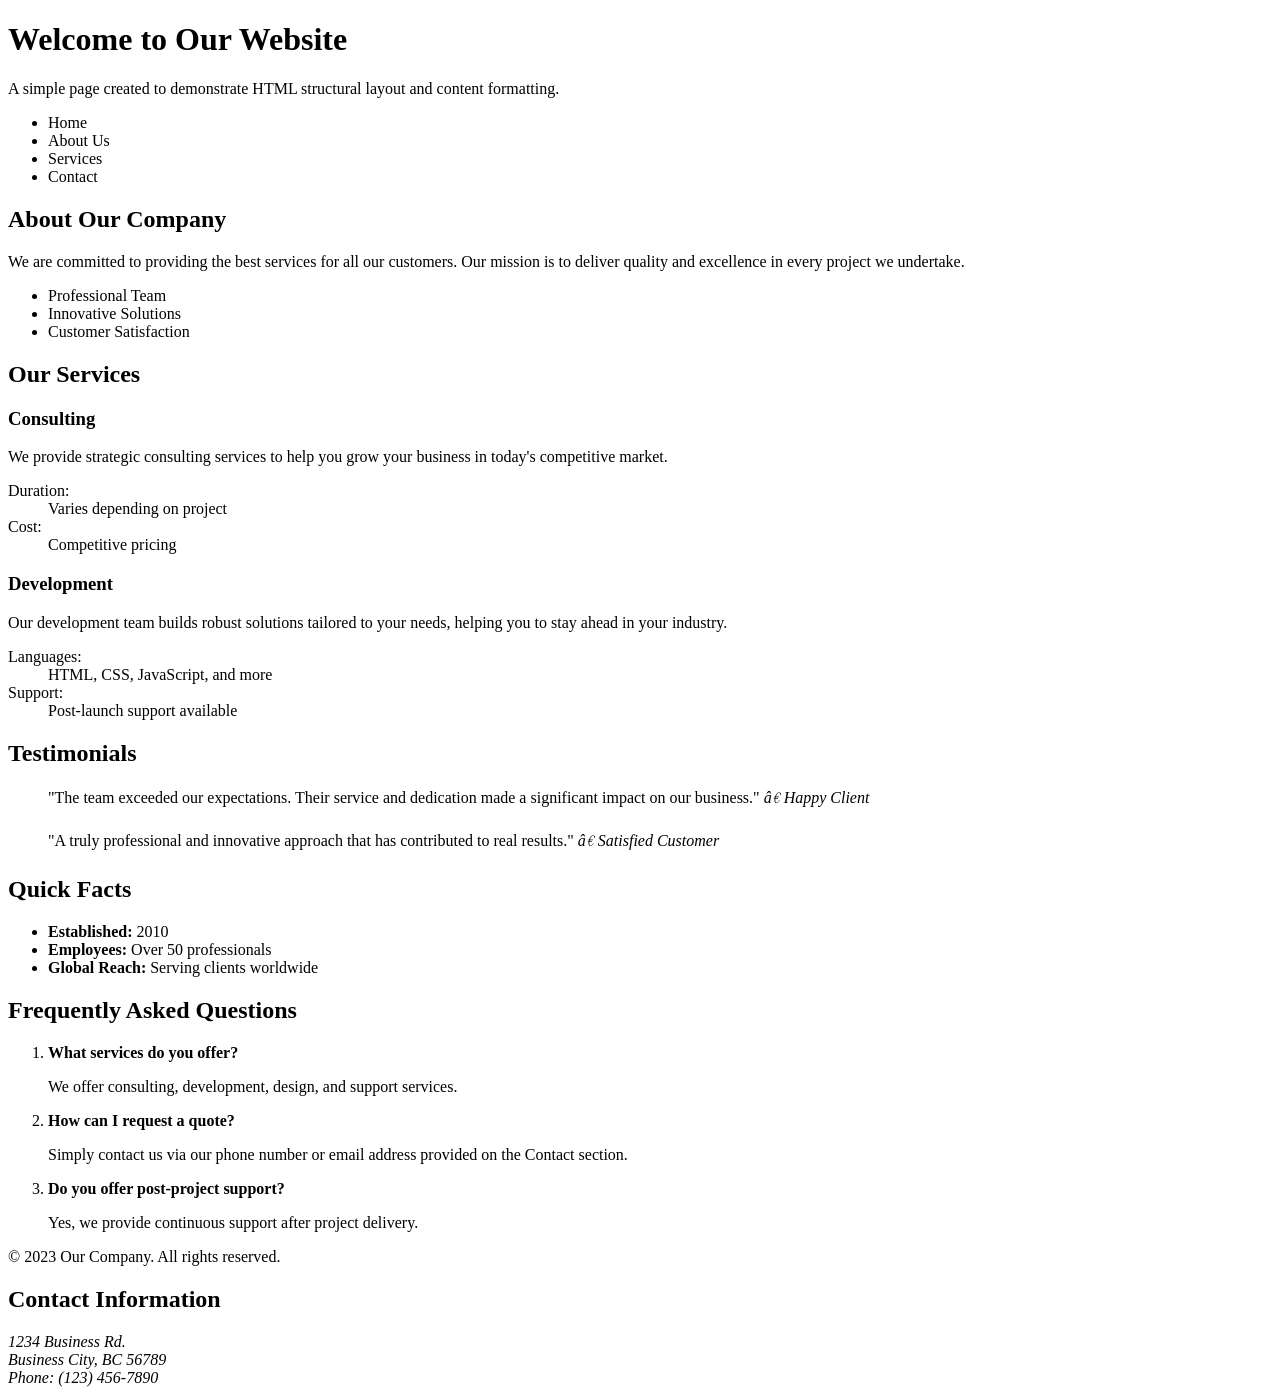 Welcome to Our Website
A simple page created to demonstrate HTML structural layout and content formatting.
• Home
• About Us
• Services
• Contact
About Our Company
We are committed to providing the best services for all our customers. Our mission is to deliver quality and excellence in every project we undertake.
• Professional Team
• Innovative Solutions
• Customer Satisfaction
Our Services
Consulting
We provide strategic consulting services to help you grow your business in today's competitive market.
Duration:
Varies depending on project
Cost:
Competitive pricing
Development
Our development team builds robust solutions tailored to your needs, helping you to stay ahead in your industry.
Languages:
HTML, CSS, JavaScript, and more
Support:
Post-launch support available
Testimonials
"The team exceeded our expectations. Their service and dedication made a significant impact on our business." â€ Happy Client
"A truly professional and innovative approach that has contributed to real results." â€ Satisfied Customer
Quick Facts
• Established: 2010
• Employees: Over 50 professionals
• Global Reach: Serving clients worldwide
Frequently Asked Questions
1. What services do you offer?
We offer consulting, development, design, and support services.
2. How can I request a quote?
Simply contact us via our phone number or email address provided on the Contact section.
3. Do you offer post-project support?
Yes, we provide continuous support after project delivery.
© 2023 Our Company. All rights reserved.
Contact Information
1234 Business Rd.
Business City, BC 56789
Phone: (123) 456-7890